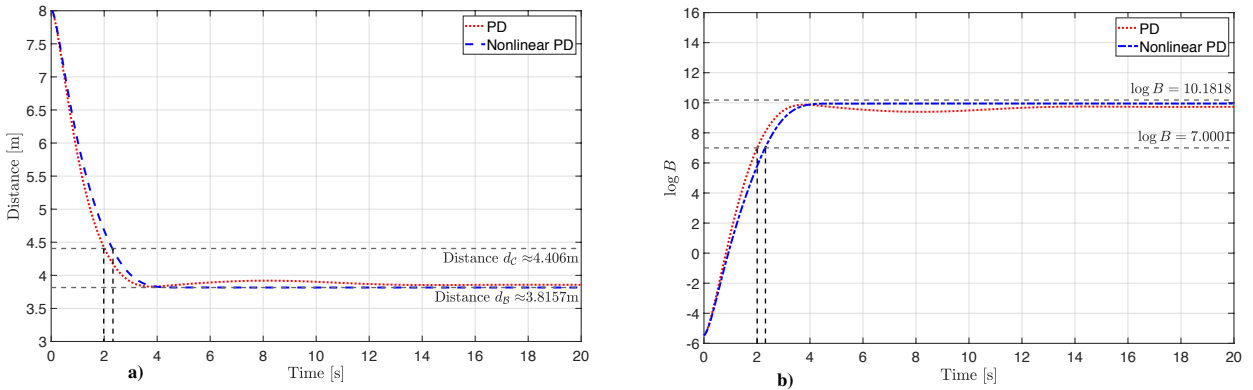 8
7.5
7
6.5
6
5.5
5
4.5
4
3.5
3
Distance [m]
PD
Nonlinear PD
Distance d𝒞 ≈4.406m
Distance dℬ ≈3.8157m
0 2 4 6 8 10 12 14 16 18 20
Time [s]
a)
16
14
12
10
8
6
4
2
0
-2
-4
-6
log B
PD
Nonlinear PD
log B = 10.1818
log B = 7.0001
0 2 4 6 8 10 12 14 16 18 20
Time [s]
b)